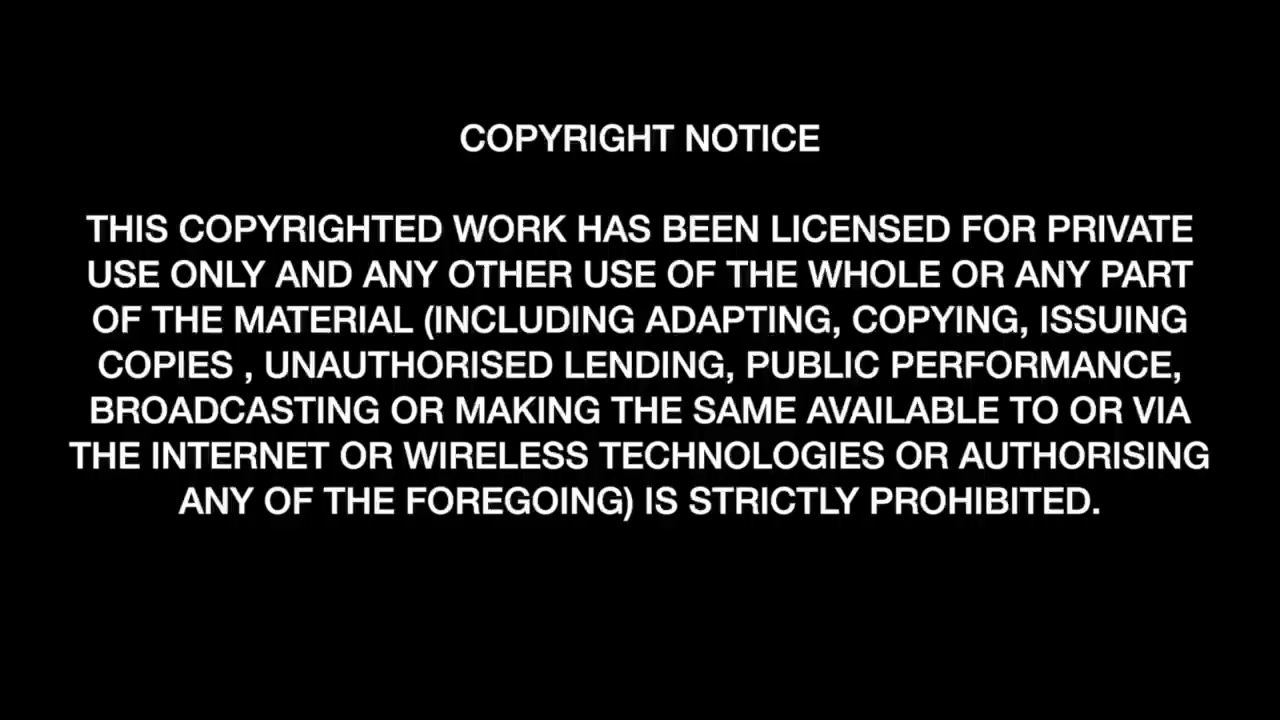 COPYRIGHT NOTICE
THIS COPYRIGHTED WORK HAS BEEN LICENSED FOR PRIVATE
USE ONLY AND ANY OTHER USE OF THE WHOLE OR ANY PART
OF THE MATERIAL (INCLUDING ADAPTING, COPYING, ISSUING
COPIES , UNAUTHORISED LENDING, PUBLIC PERFORMANCE,
BROADCASTING OR MAKING THE SAME AVAILABLE TO OR VIA
THE INTERNET OR WIRELESS TECHNOLOGIES OR AUTHORISING
ANY OF THE FOREGOING) IS STRICTLY PROHIBITED.